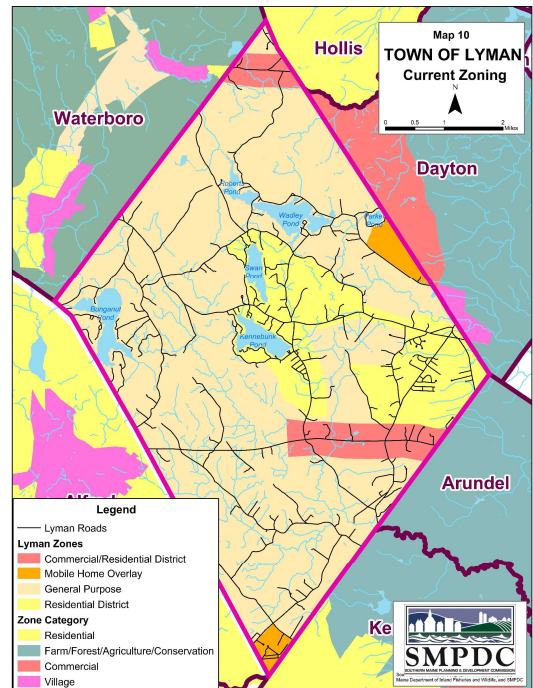 Map 10
TOWN OF LYMAN
Current Zoning
N
0 0.5 1 2
Miles
Hollis
Waterboro
Dayton
Roberts
Pond
Wadley
Pond
Parker
Pond
Swan
Pond
Bunganut
Pond
Kennebunk
Pond
Arundel
Ke
Legend
Lyman Roads
Lyman Zones
Commercial/Residential District
Mobile Home Overlay
General Purpose
Residential District
Zone Category
Residential
Farm/Forest/Agriculture/Conservation
Commercial
Village
SMPDC
SOUTHERN MAINE PLANNING & DEVELOPMENT COMMISSION
Sou
Maine Department of Inland Fisheries and Wildlife, and SMPDC